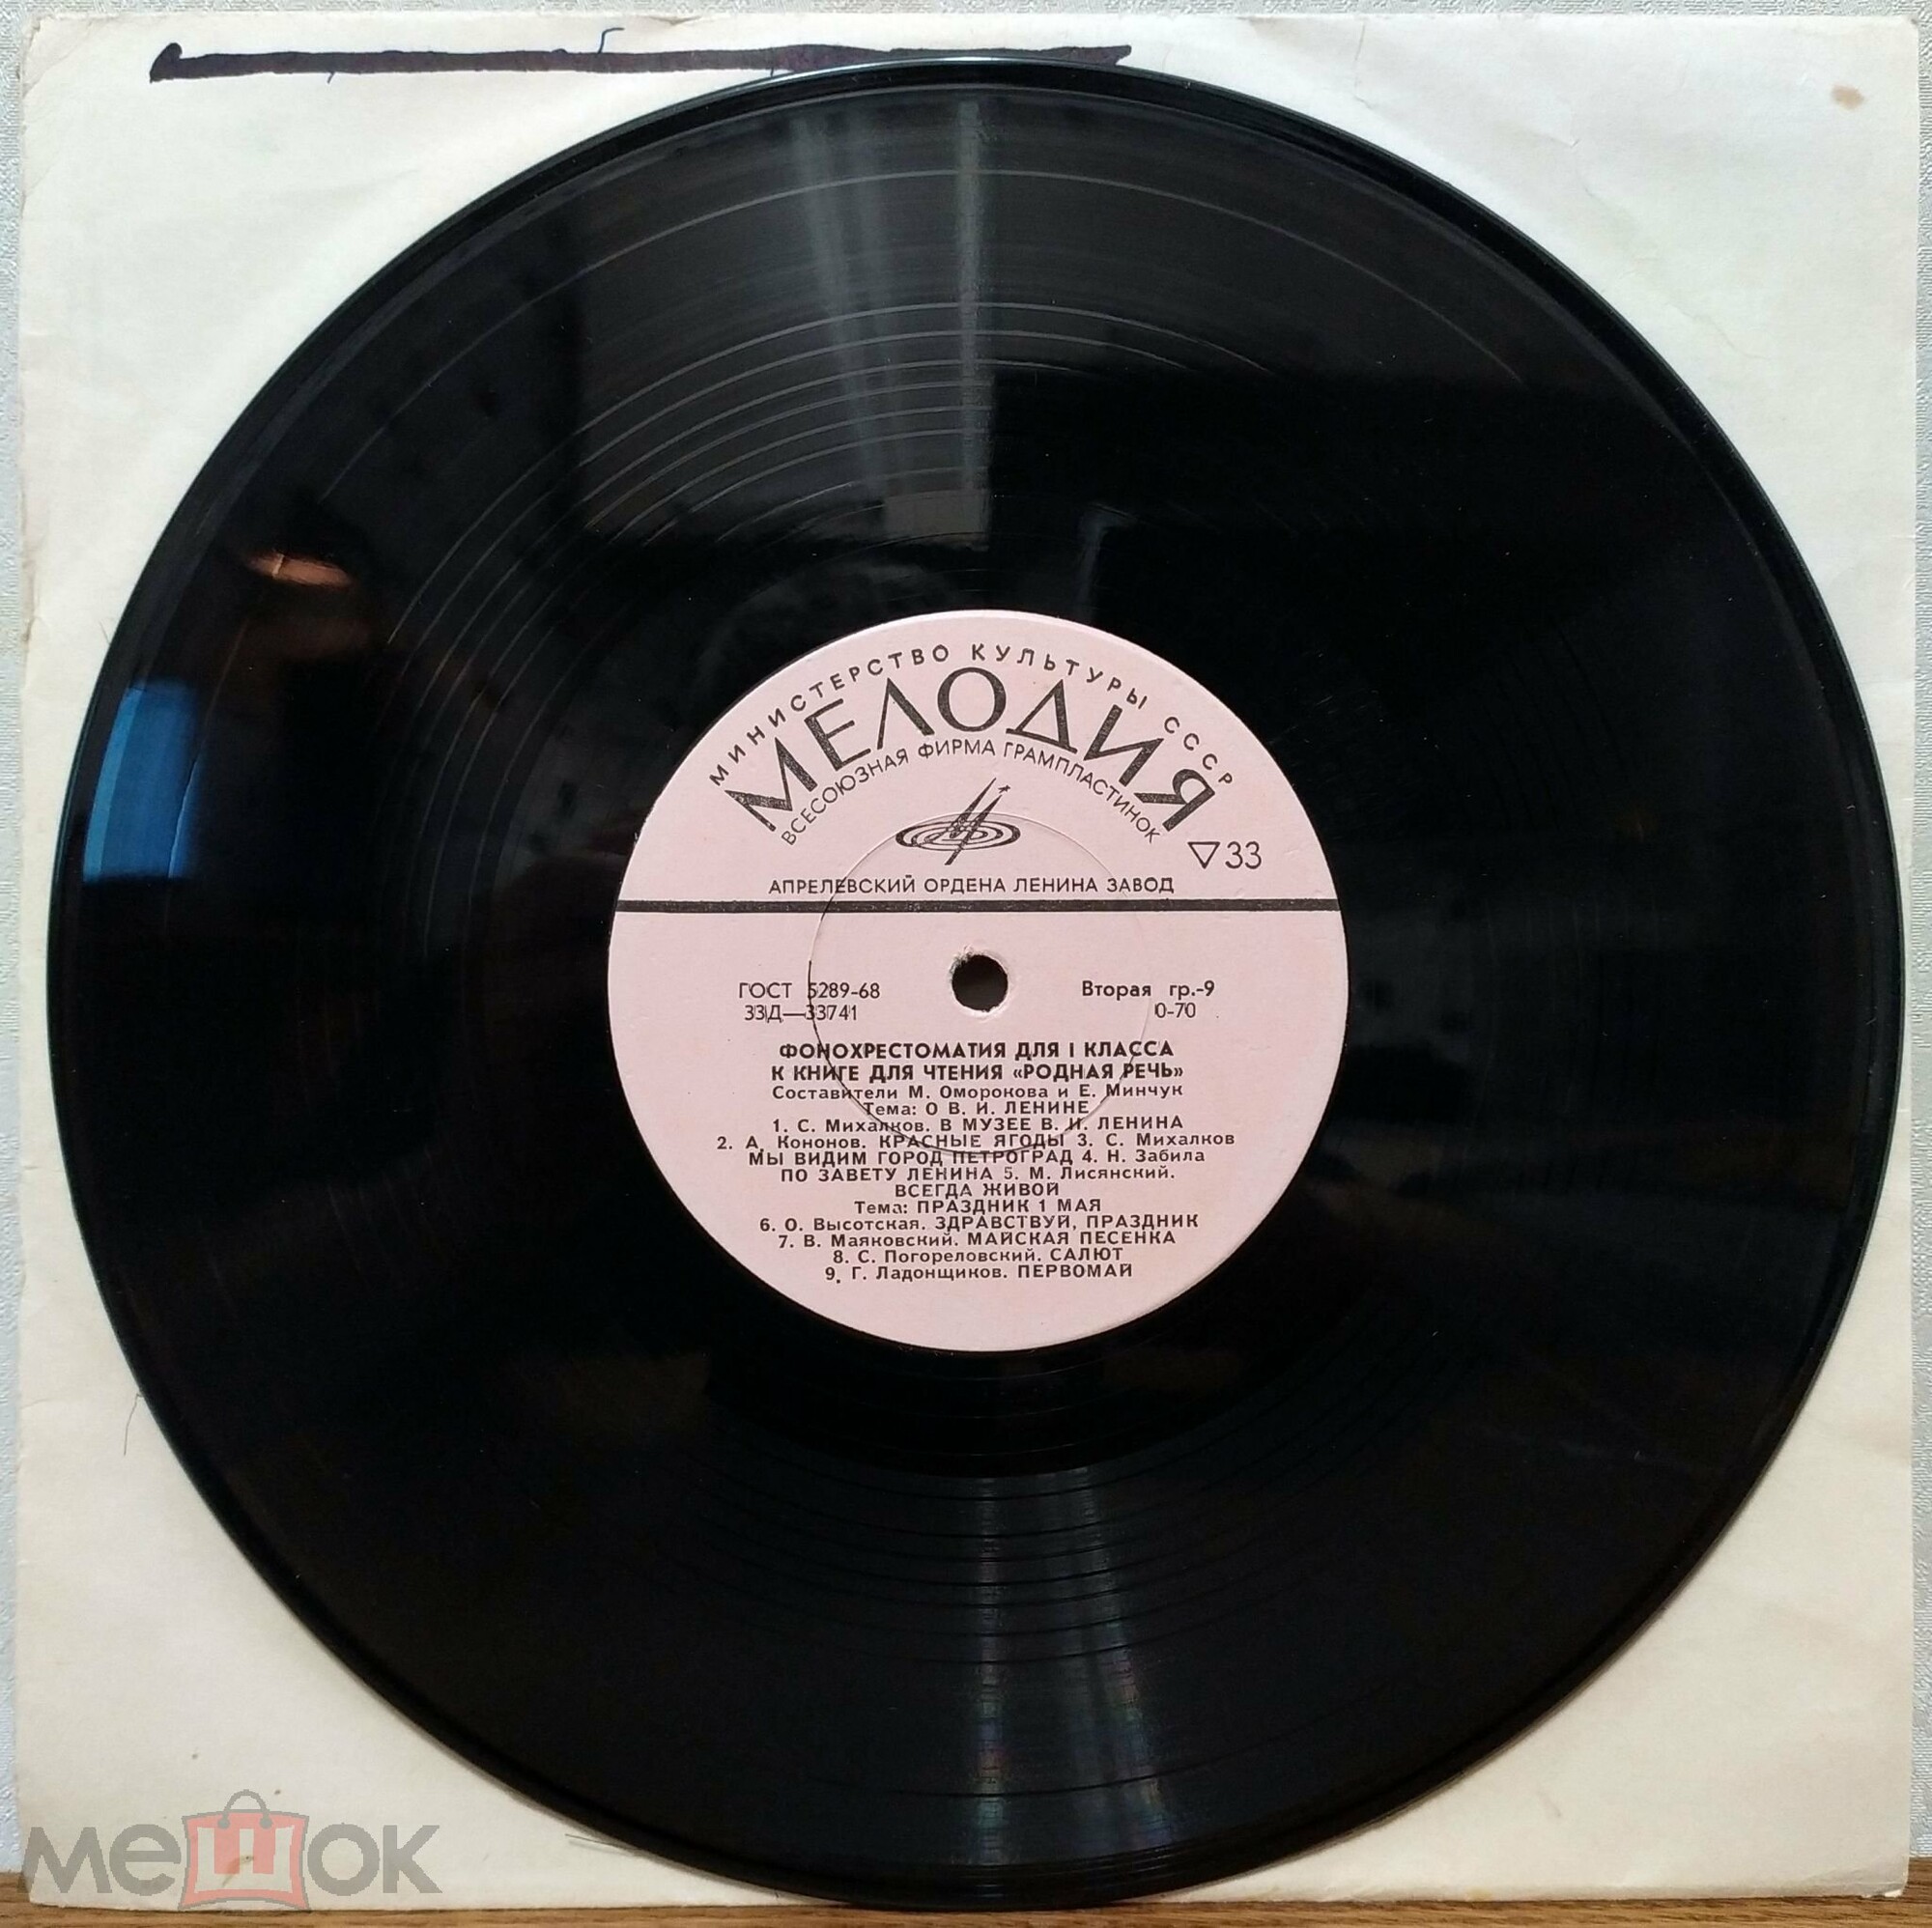 МИНИСТЕРСТВО КУЛЬТУРЫ СССР
МЕЛОДИЯ
ВСЕСОЮЗНАЯ ФИРМА ГРАМПЛАСТИНОК
33
АПРЕЛЕВСКИЙ ОРДЕНА ЛЕНИНА ЗАВОД
ГОСТ 5289-68 Вторая гр.-9
33Д—33741 0-70
ФОНОХРЕСТОМАТИЯ ДЛЯ I КЛАССА
К КНИГЕ ДЛЯ ЧТЕНИЯ «РОДНАЯ РЕЧЬ»
Составители М. Оморокова и Е. Минчук
Тема: О В. И. ЛЕНИНЕ
1. С. Михалков. В МУЗЕЕ В. И. ЛЕНИНА
2. А. Кононов. КРАСНЫЕ ЯГОДЫ 3. С. Михалков
МЫ ВИДИМ ГОРОД ПЕТРОГРАД 4. Н. Забила
ПО ЗАВЕТУ ЛЕНИНА 5. М. Лисянский.
ВСЕГДА ЖИВОЙ
Тема: ПРАЗДНИК 1 МАЯ
6. О. Высотская. ЗДРАВСТВУЙ, ПРАЗДНИК
7. В. Маяковский. МАЙСКАЯ ПЕСЕНКА
8. С. Погореловский. САЛЮТ
9. Г. Ладонщиков. ПЕРВОМАЙ
мешок